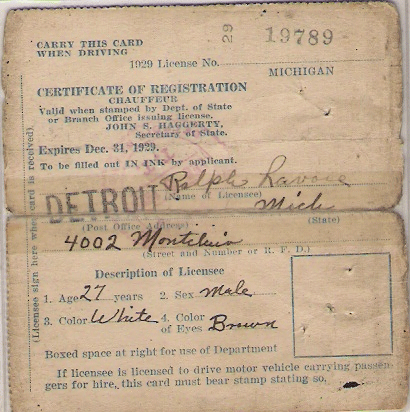 29
19789
CARRY THIS CARD
WHEN DRIVING
1929 License No.
MICHIGAN
CERTIFICATE OF REGISTRATION
CHAUFFEUR
Valid when stamped by Dept. of State
or Branch Office issuing license.
JOHN S. HAGGERTY,
Secretary of State.
Expires Dec. 31, 1929.
To be filled out IN INK by applicant.
Ralph
(Name of Licensee)
DETROIT Mich
(Post Office Address) (State)
4002
(Street and Number or R. F. D.)
Description of Licensee
1. Age 27 years 2. Sex Male
3. Color White 4. Color
of Eyes Brown
Boxed space at right for use of Department
If licensee is licensed to drive motor vehicle carrying passen-
gers for hire, this card must bear stamp stating so.
(Licensee sign here when card is received)